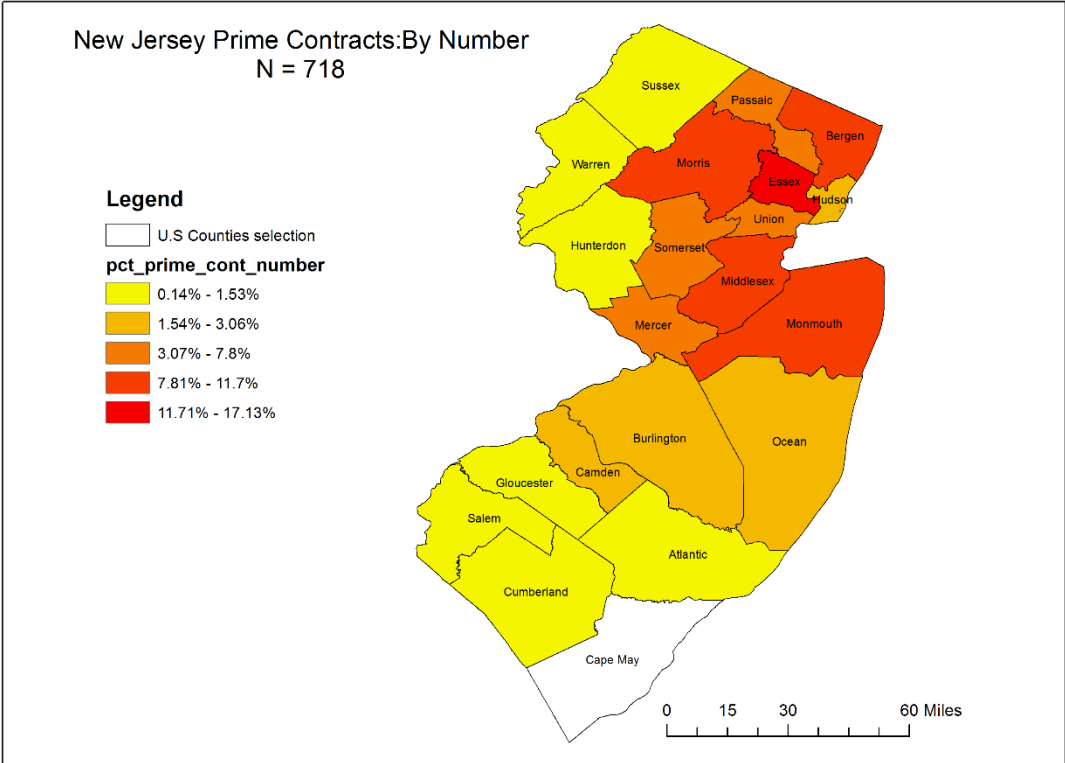 New Jersey Prime Contracts:By Number
N = 718
Legend
U.S Counties selection
pct_prime_cont_number
0.14% - 1.53%
1.54% - 3.06%
3.07% - 7.8%
7.81% - 11.7%
11.71% - 17.13%
Sussex
Passaic
Bergen
Warren
Morris
Essex
Hudson
Union
Hunterdon
Somerset
Middlesex
Mercer
Monmouth
Burlington
Ocean
Camden
Gloucester
Salem
Atlantic
Cumberland
Cape May
0 15 30 60 Miles